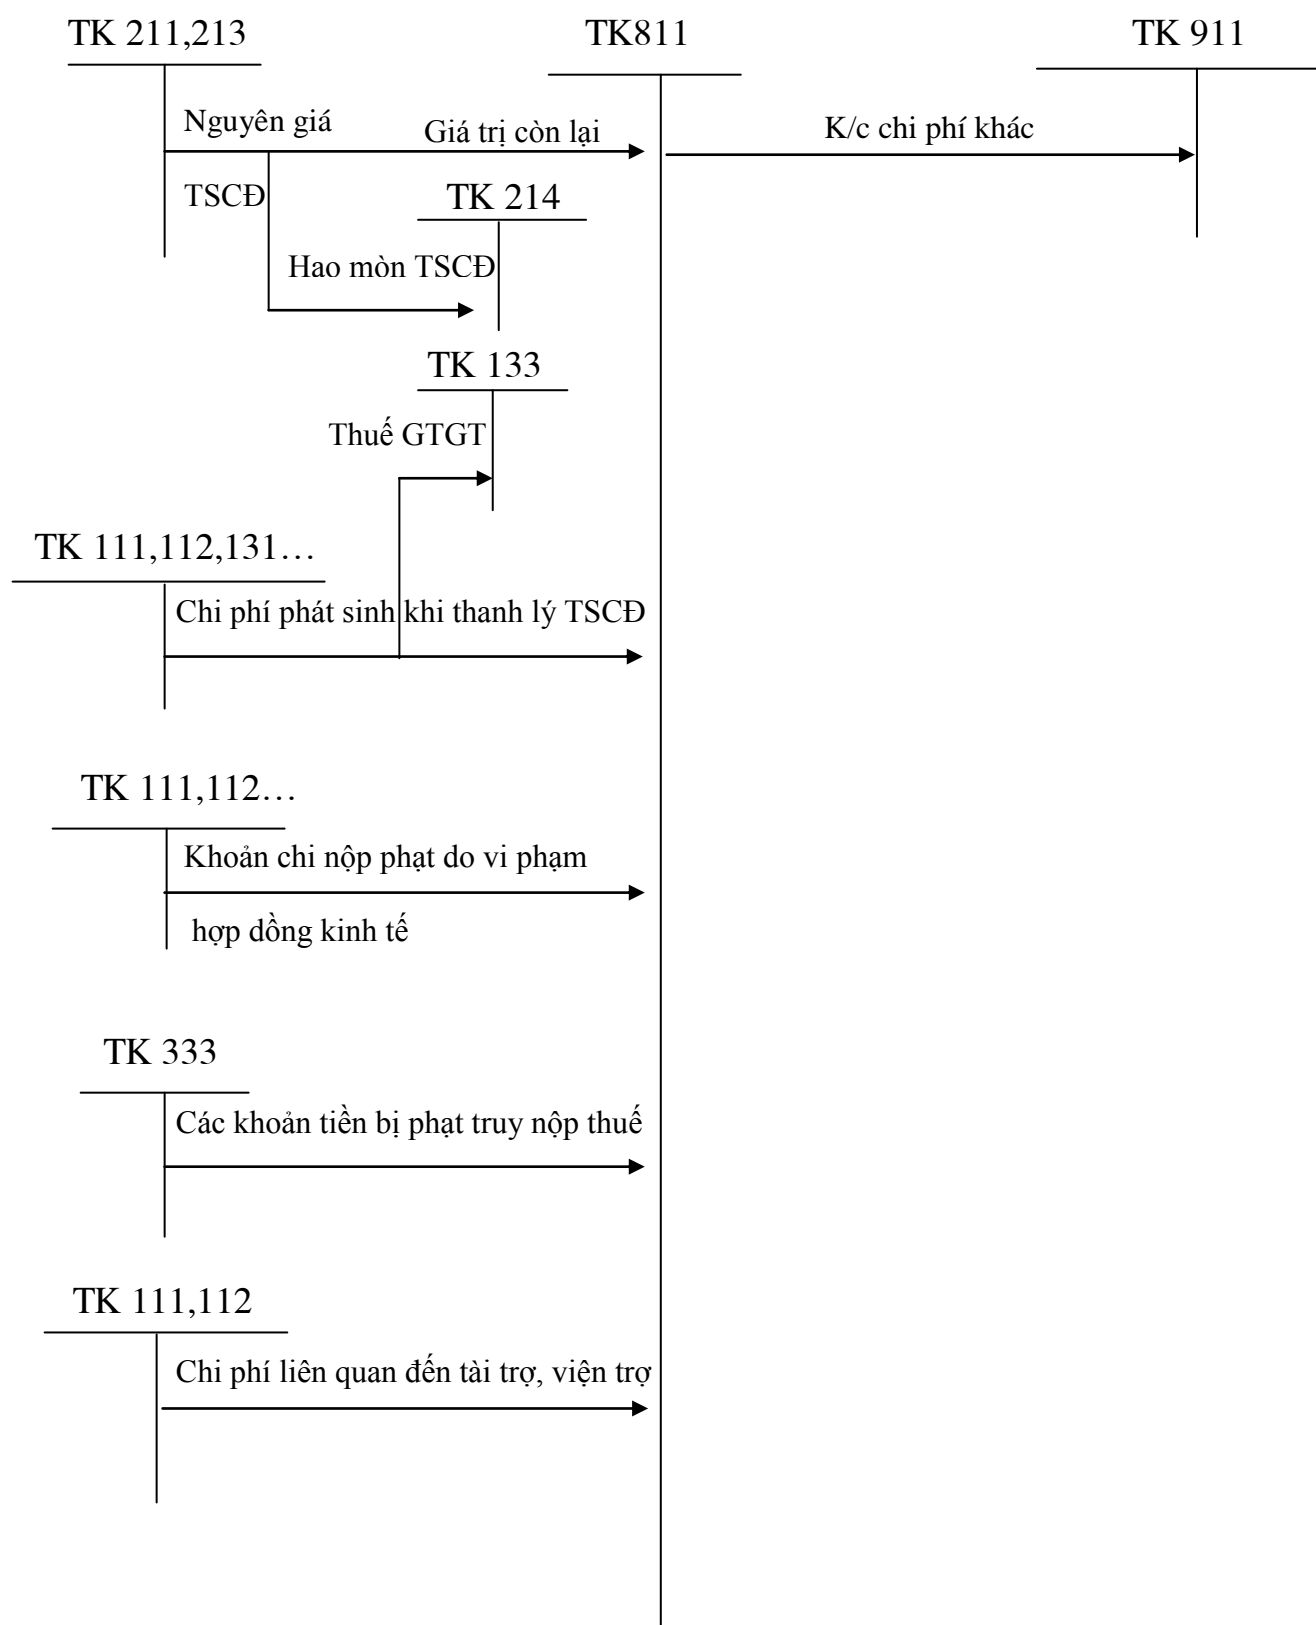 TK 211,213
TK811
TK 911
Nguyên giá
Giá trị còn lại
K/c chi phí khác
TSCĐ
TK 214
Hao mòn TSCĐ
TK 133
Thuế GTGT
TK 111,112,131…
Chi phí phát sinh khi thanh lý TSCĐ
TK 111,112…
Khoản chi nộp phạt do vi phạm
hợp dồng kinh tế
TK 333
Các khoản tiền bị phạt truy nộp thuế
TK 111,112
Chi phí liên quan đến tài trợ, viện trợ